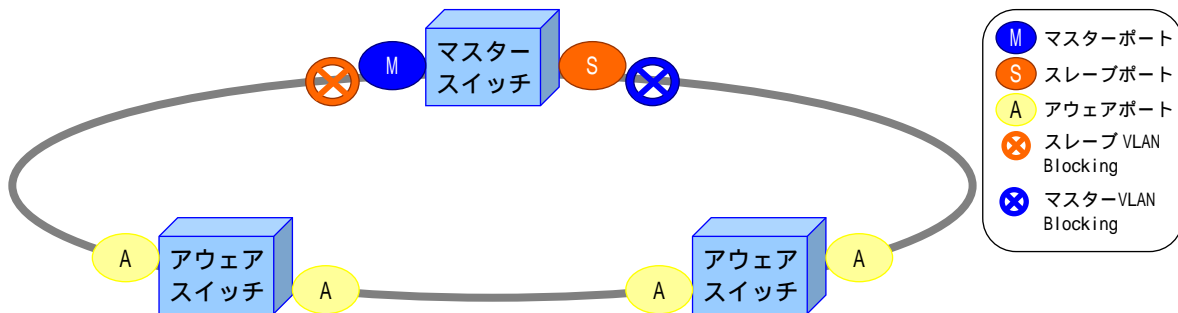 M
マスター
スイッチ
S
A
アウェア
スイッチ
A
A
アウェア
スイッチ
A
M マスターポート
S スレーブポート
A アウェアポート
スレーブ VLAN
Blocking
マスターVLAN
Blocking